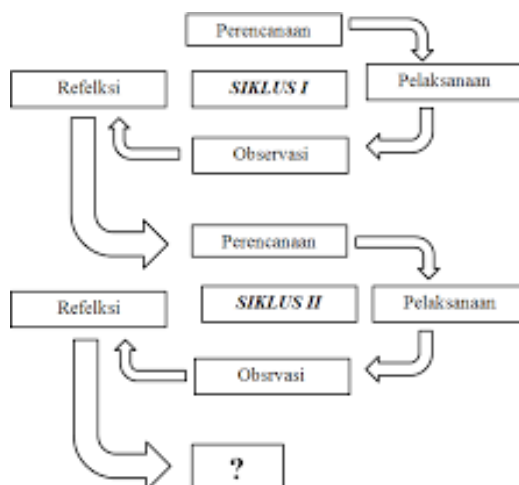 Perencanaan
Refelksi
SIKLUS I
Pelaksanaan
Observasi
Perencanaan
Refelksi
SIKLUS II
Pelaksanaan
Obsrvasi
?